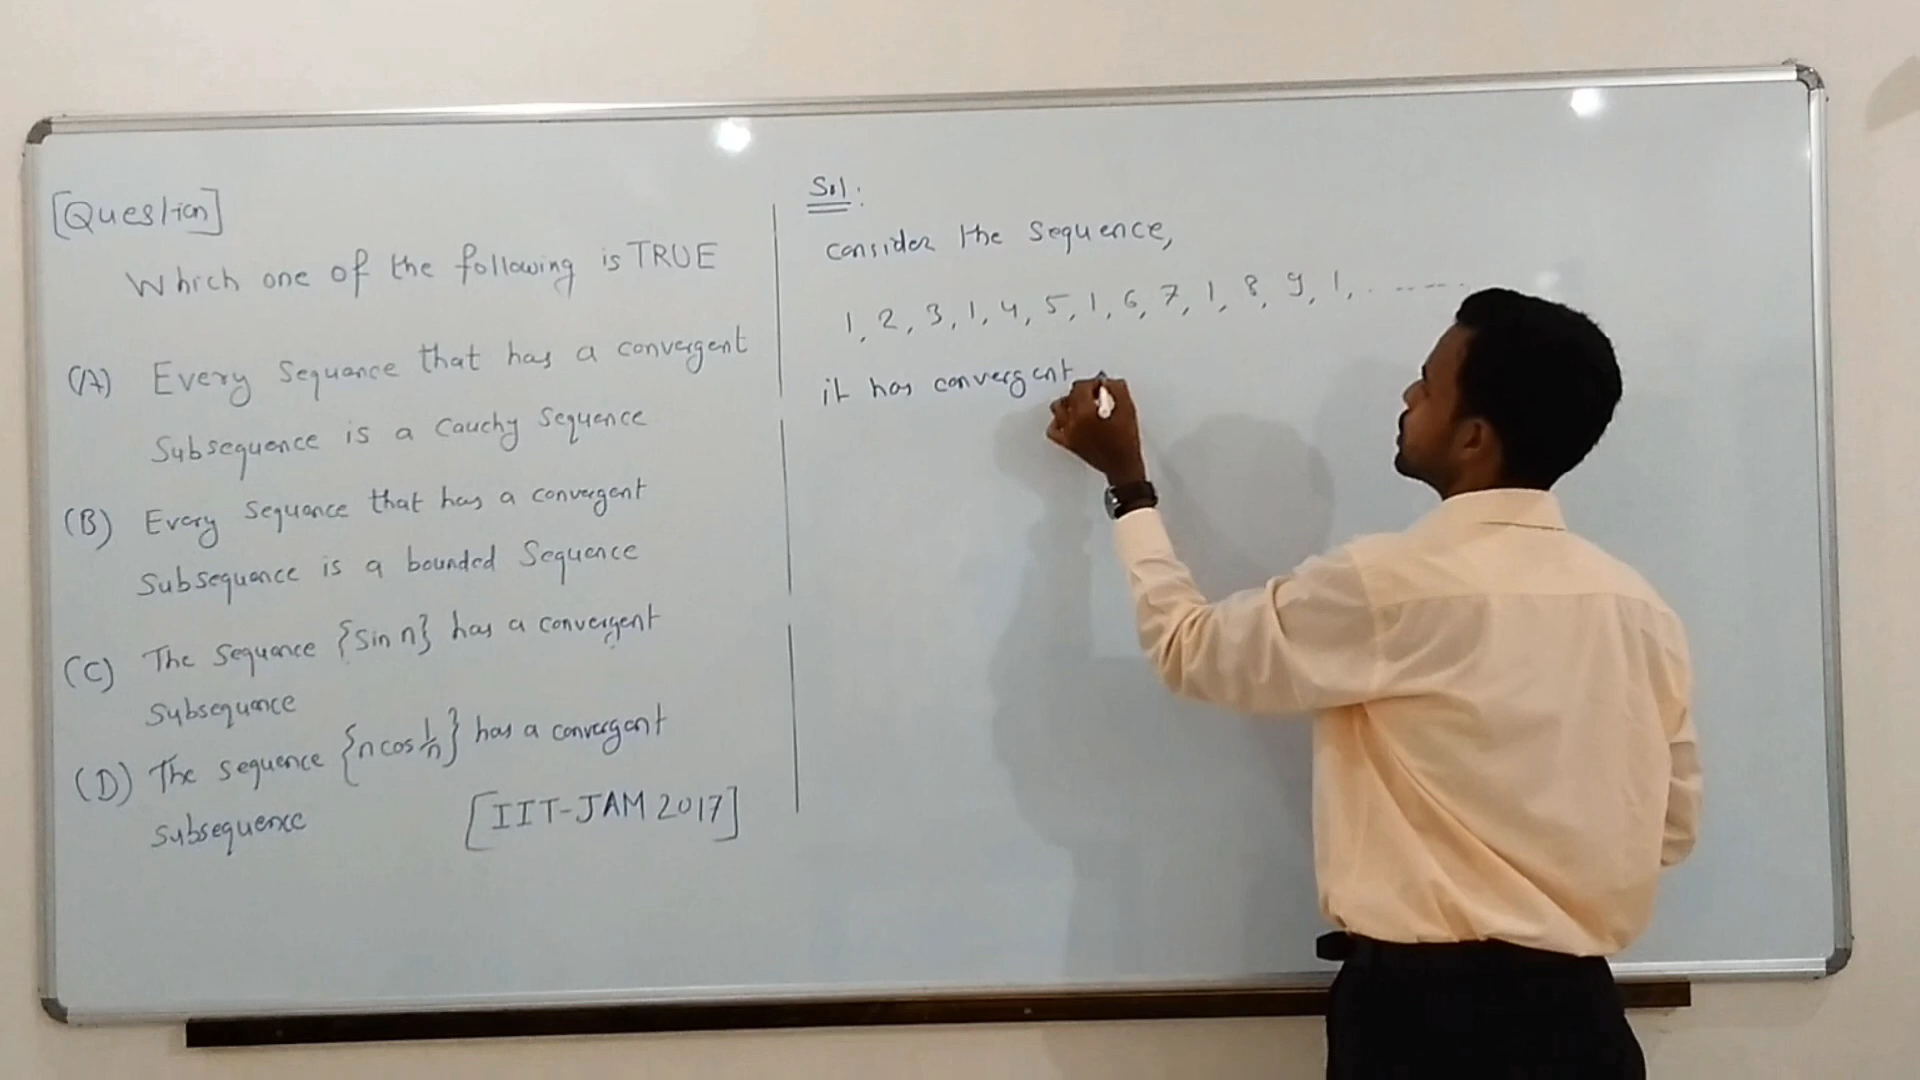 [Question]
Which one of the following is TRUE
(A) Every Sequence that has a convergent
Subsequence is a Cauchy Sequence
(B) Every Sequence that has a convergent
Subsequence is a bounded Sequence
(C) The Sequence {Sin n} has a convergent
Subsequence
(D) The sequence {n cos 1/n} has a convergent
subsequence [IIT-JAM 2017]
Sol:
consider the Sequence,
1, 2, 3, 1, 4, 5, 1, 6, 7, 1, 8, 9, 1, .......
it has convergent